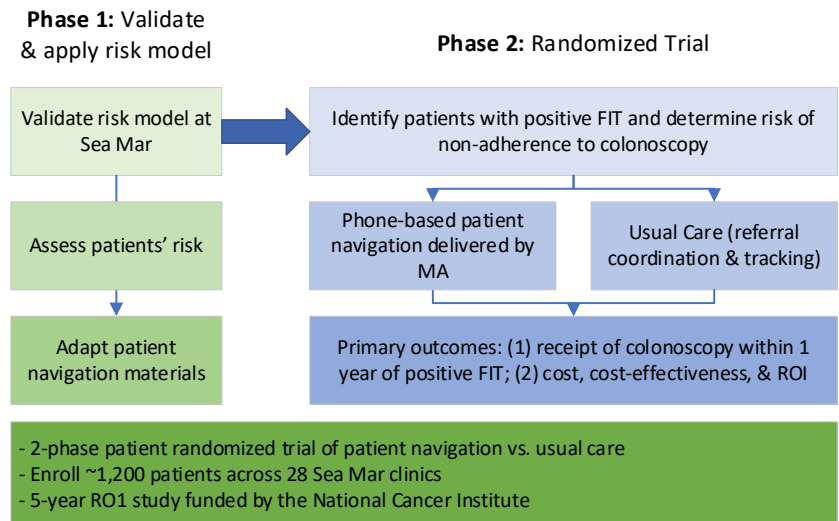 Phase 1: Validate
& apply risk model
Phase 2: Randomized Trial
Validate risk model at
Sea Mar
Assess patients’ risk
Adapt patient
navigation materials
Identify patients with positive FIT and determine risk of
non-adherence to colonoscopy
Phone-based patient
navigation delivered by
MA
Usual Care (referral
coordination & tracking)
Primary outcomes: (1) receipt of colonoscopy within 1
year of positive FIT; (2) cost, cost-effectiveness, & ROI
- 2-phase patient randomized trial of patient navigation vs. usual care
- Enroll ~1,200 patients across 28 Sea Mar clinics
- 5-year RO1 study funded by the National Cancer Institute